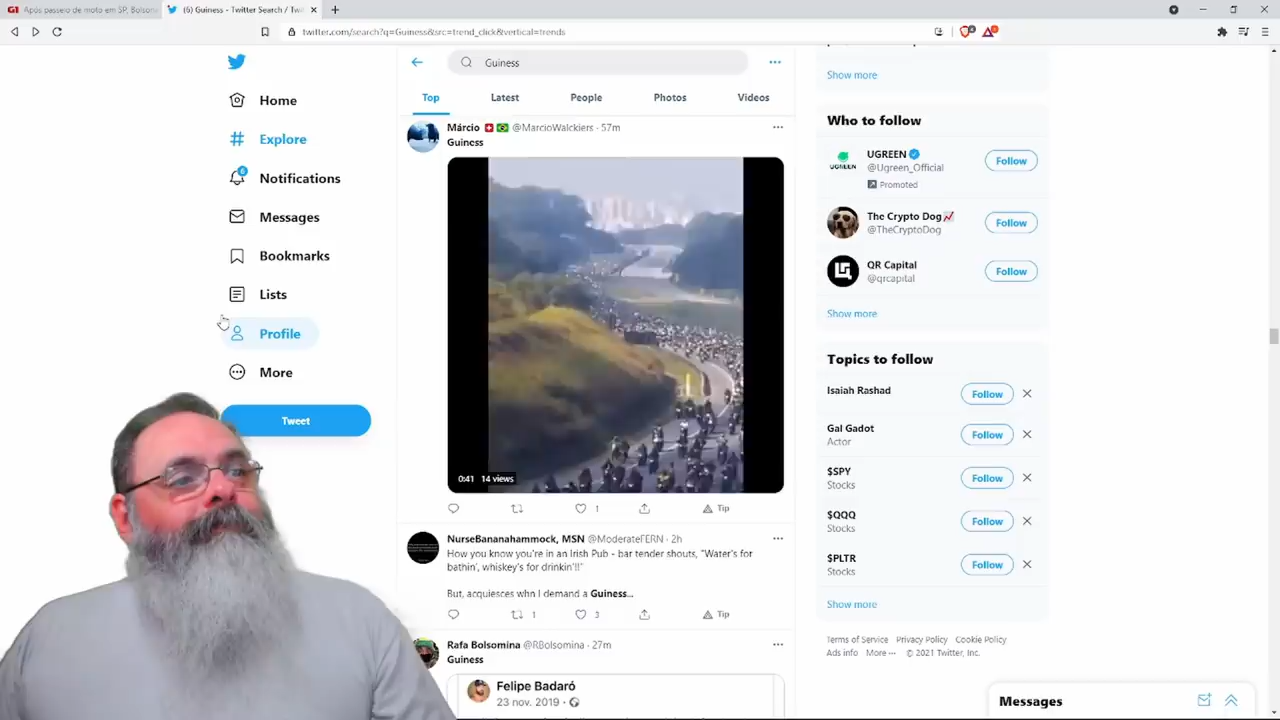 Após passeio de moto em SP, Bolson
(6) Guiness - Twitter Search / Twi
twitter.com/search?q=Guiness&src=trend_click&vertical=trends
Home
Explore
6
Notifications
Messages
Bookmarks
Lists
Profile
More
Tweet
Guiness
Top
Latest
People
Photos
Videos
Márcio @MarcioWalckiers · 57m
Guiness
0:41 14 views
1
Tip
NurseBananahammock, MSN @ModerateFERN · 2h
How you know you're in an Irish Pub - bar tender shouts, "Water's for
bathin', whiskey's for drinkin'!!"
But, acquiesces whn I demand a Guiness...
1
3
Tip
Rafa Bolsomina @RBolsomina · 27m
Guiness
Felipe Badaró
23 nov. 2019 ·
Show more
Who to follow
UGREEN
@Ugreen_Official
Promoted
Follow
The Crypto Dog
@TheCryptoDog
Follow
QR Capital
@qrcapital
Follow
Show more
Topics to follow
Isaiah Rashad
Follow
Gal Gadot
Actor
Follow
$SPY
Stocks
Follow
$QQQ
Stocks
Follow
$PLTR
Stocks
Follow
Show more
Terms of Service Privacy Policy Cookie Policy
Ads info More ··· © 2021 Twitter, Inc.
Messages